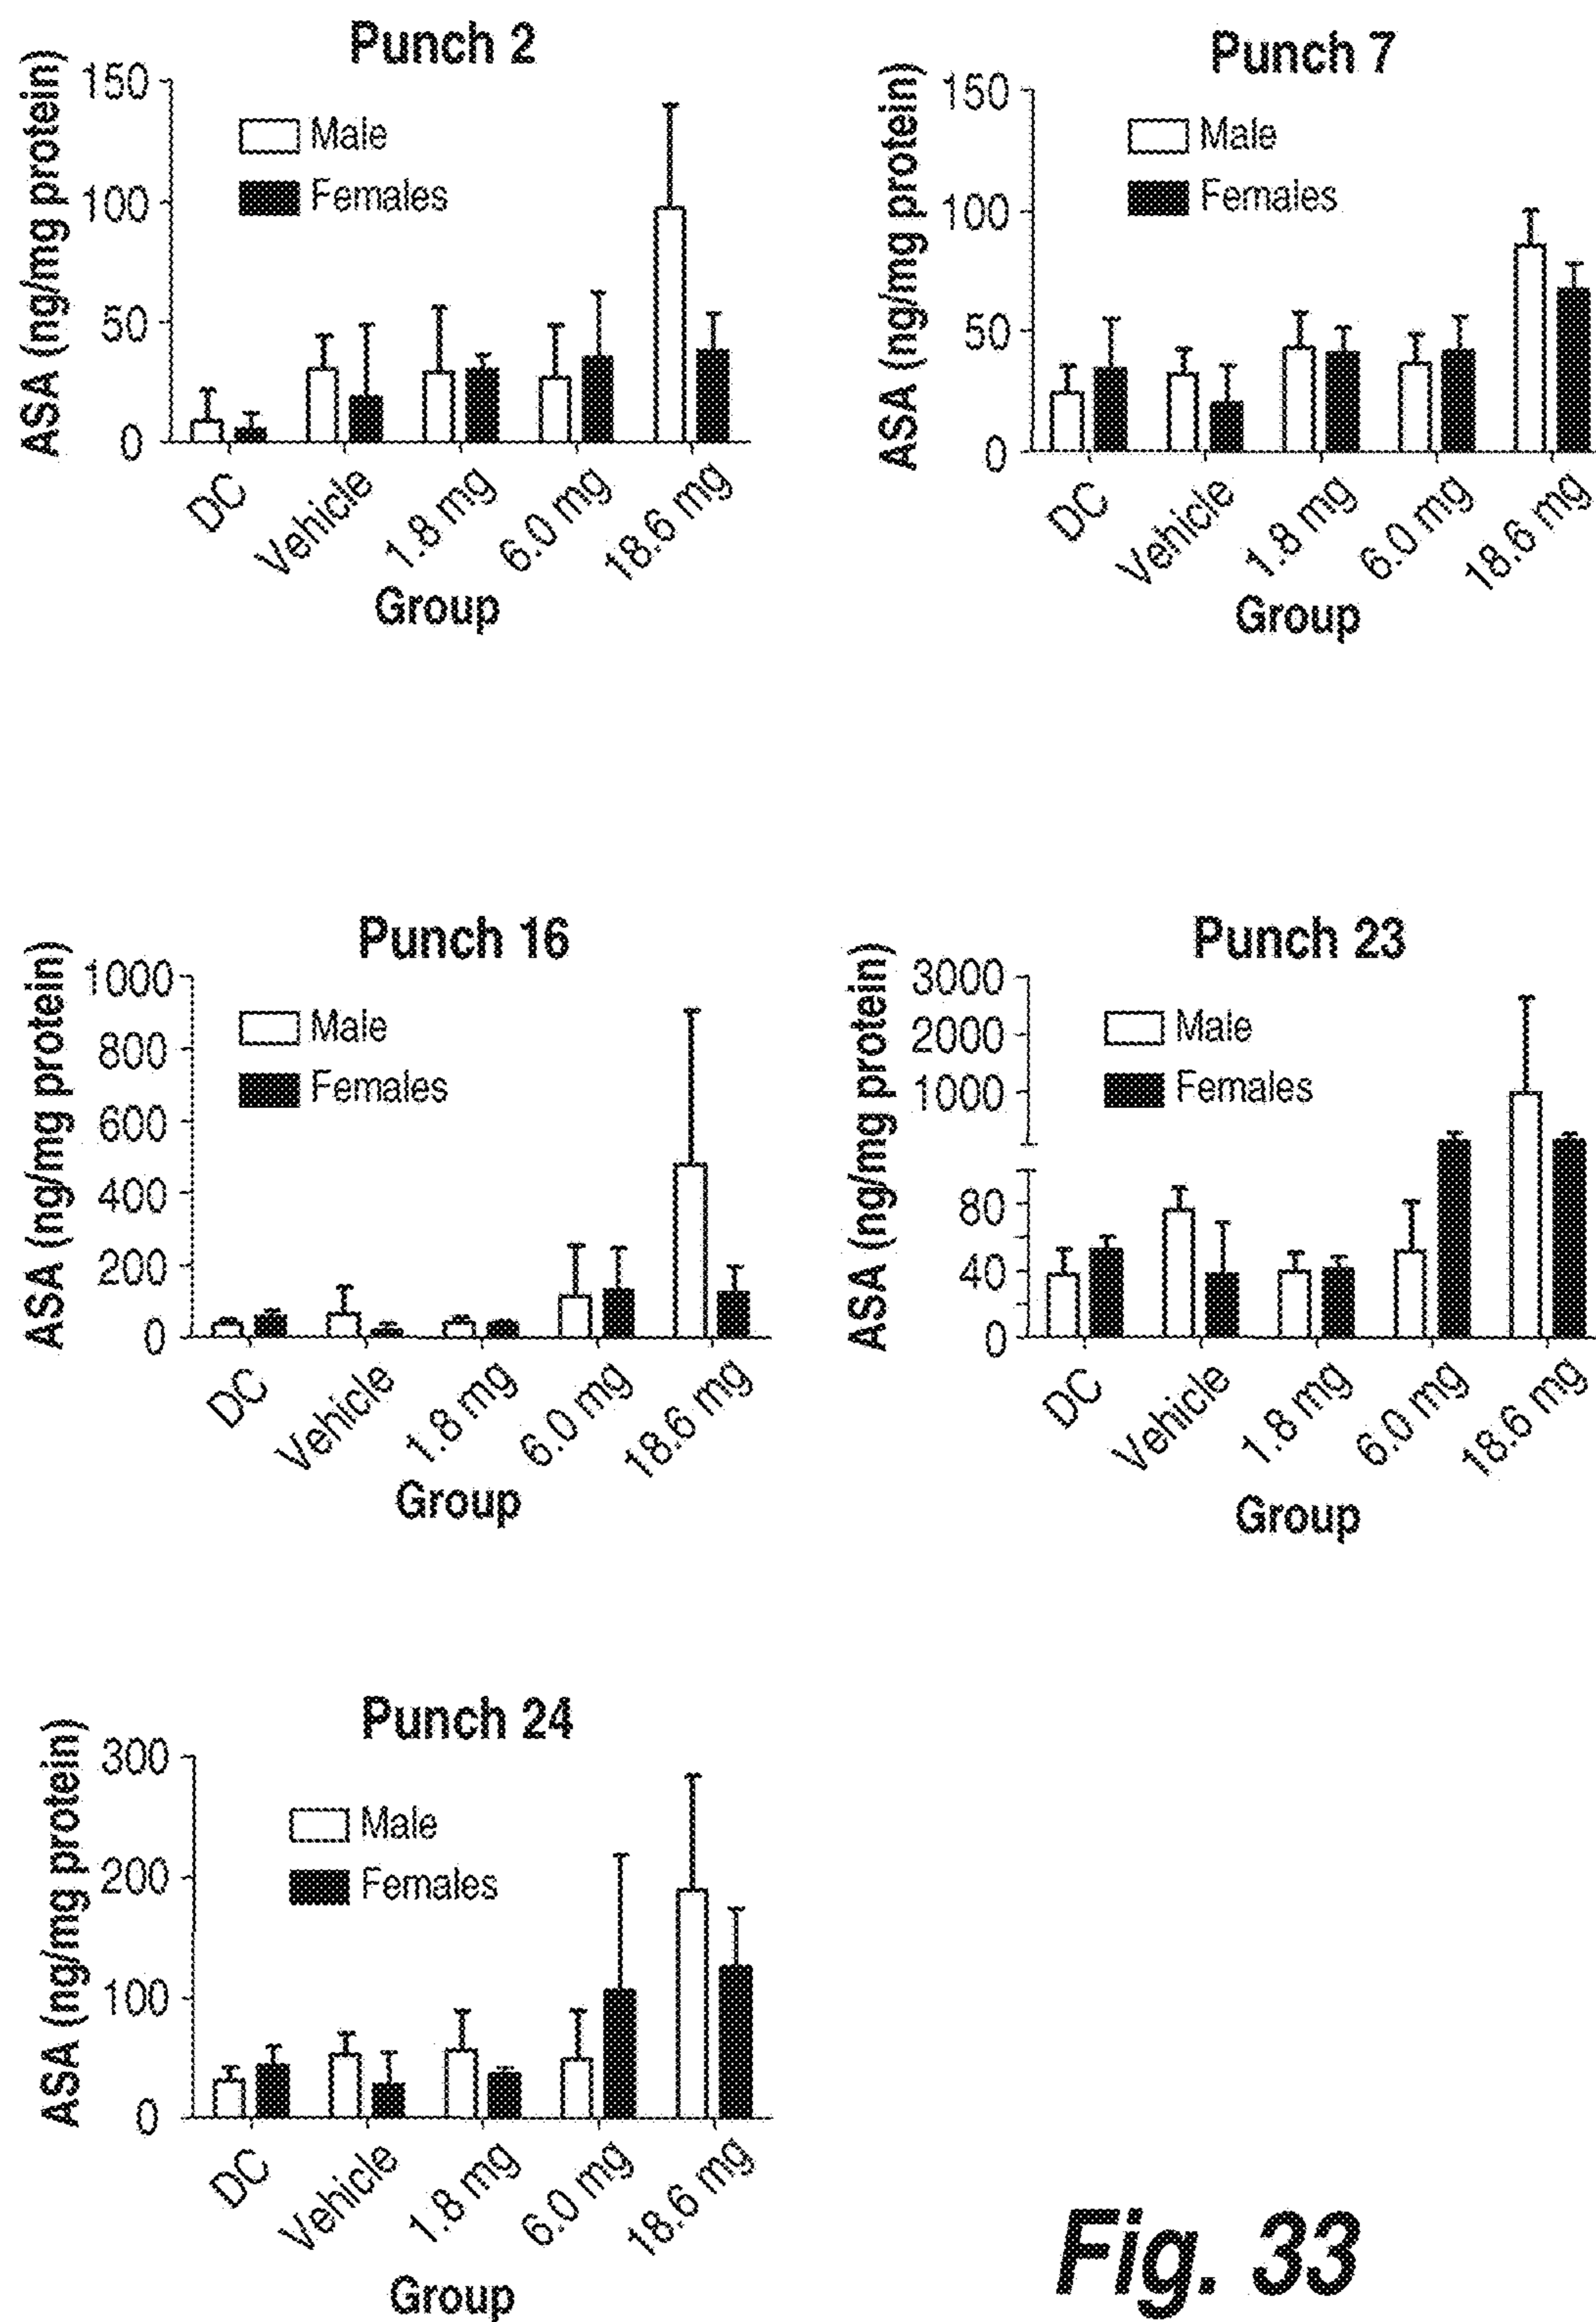 Punch 2
ASA (ng/mg protein)
150
100
50
0
Male
Females
DC
Vehicle
1.8 mg
6.0 mg
18.6 mg
Group
Punch 7
ASA (ng/mg protein)
150
100
50
0
Male
Females
DC
Vehicle
1.8 mg
6.0 mg
18.6 mg
Group
Punch 16
ASA (ng/mg protein)
1000
800
600
400
200
0
Male
Females
DC
Vehicle
1.8 mg
6.0 mg
18.6 mg
Group
Punch 23
ASA (ng/mg protein)
3000
2000
1000
80
40
0
Male
Females
DC
Vehicle
1.8 mg
6.0 mg
18.6 mg
Group
Punch 24
ASA (ng/mg protein)
300
200
100
0
Male
Females
DC
Vehicle
1.8 mg
6.0 mg
18.6 mg
Group
Fig. 33